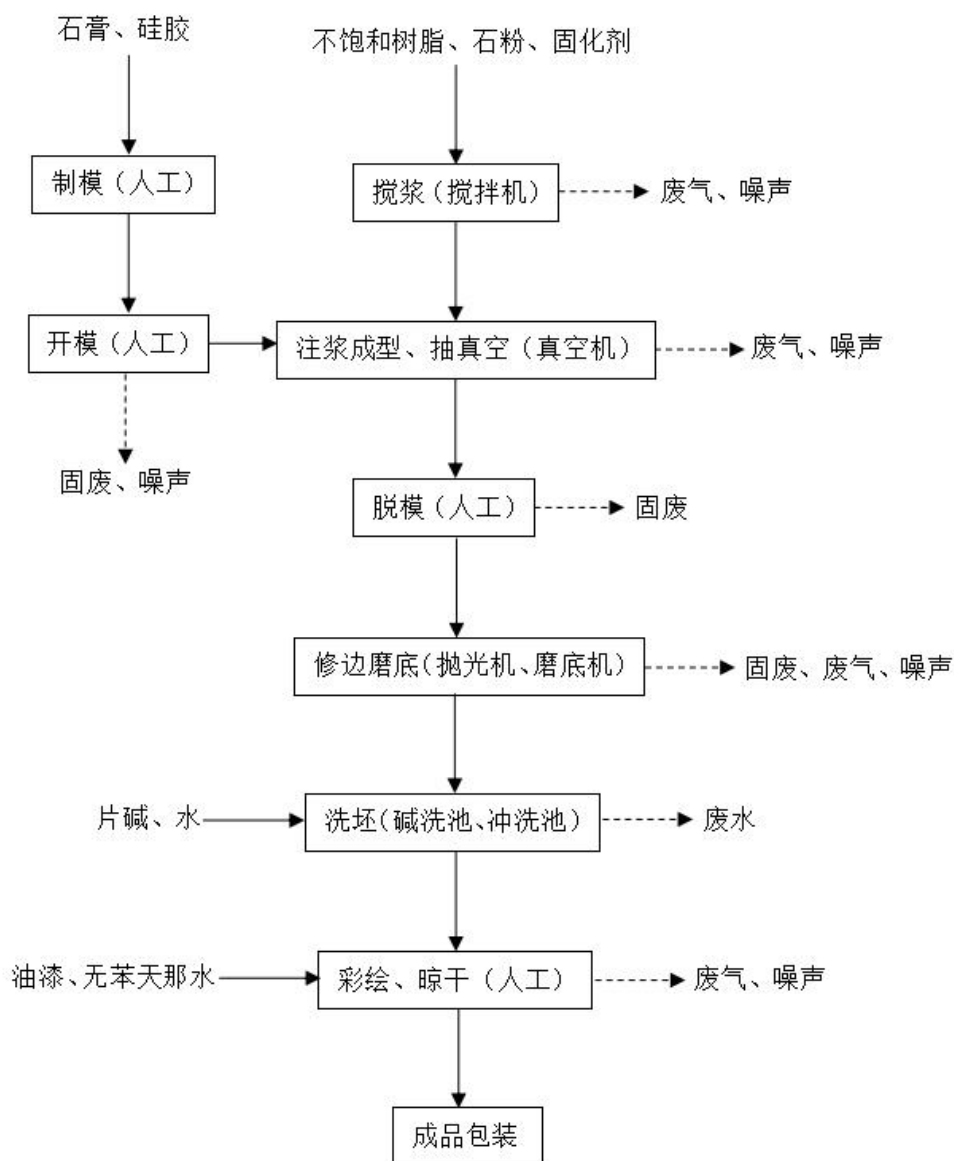 石膏、硅胶
不饱和树脂、石粉、固化剂
制模（人工）
搅浆（搅拌机）
废气、噪声
开模（人工）
注浆成型、抽真空（真空机）
废气、噪声
固废、噪声
脱模（人工）
固废
修边磨底（抛光机、磨底机）
固废、废气、噪声
片碱、水
洗坯（碱洗池、冲洗池）
废水
油漆、无苯天那水
彩绘、晾干（人工）
废气、噪声
成品包装